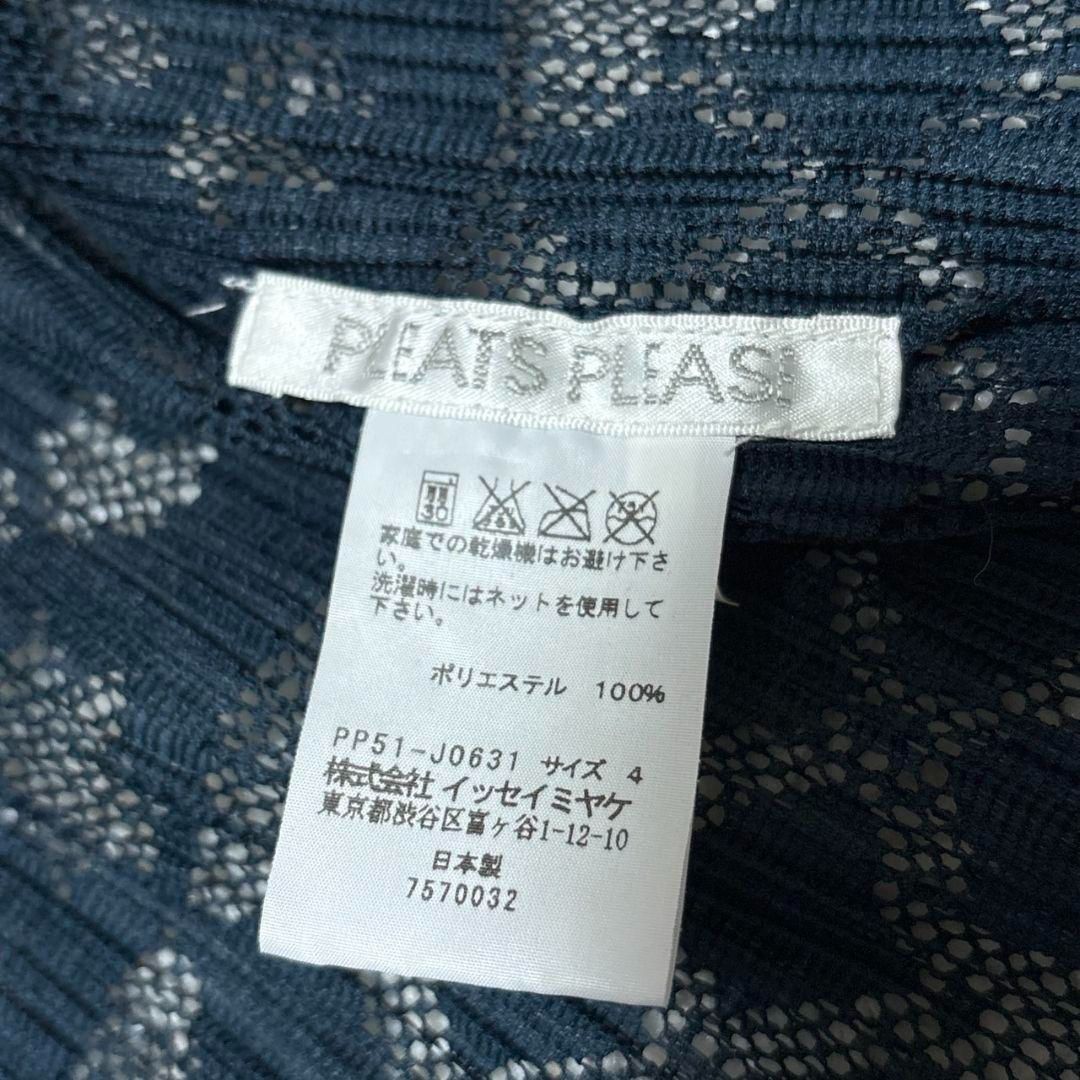 PLEATS PLEASE
30
家庭での乾燥機はお避け下さ
い。
洗濯時にはネットを使用して
下さい。
ポリエステル 100%
PP51-J0631 サイズ 4
株式会社 イッセイミヤケ
東京都渋谷区富ヶ谷1-12-10
日本製
7570032